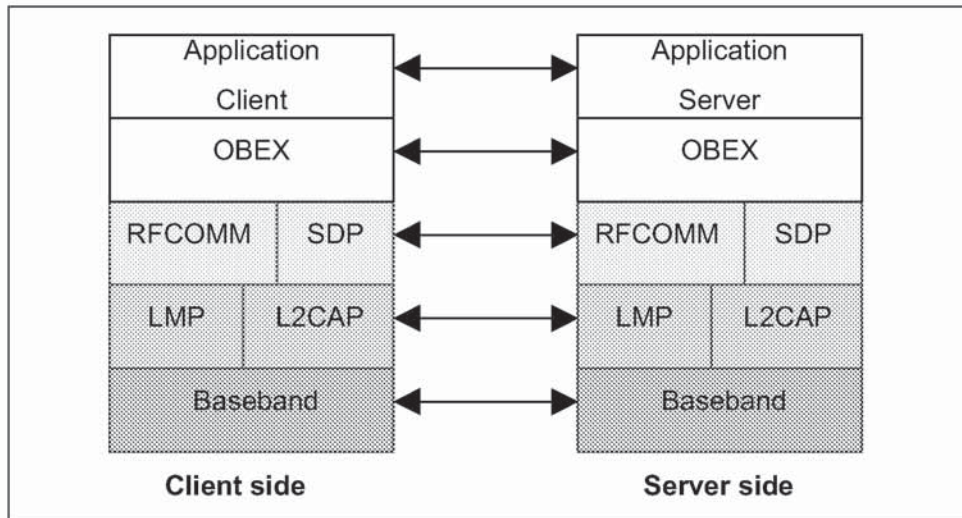 Application
Client
OBEX
RFCOMM SDP
LMP L2CAP
Baseband
Client side
Application
Server
OBEX
RFCOMM SDP
LMP L2CAP
Baseband
Server side